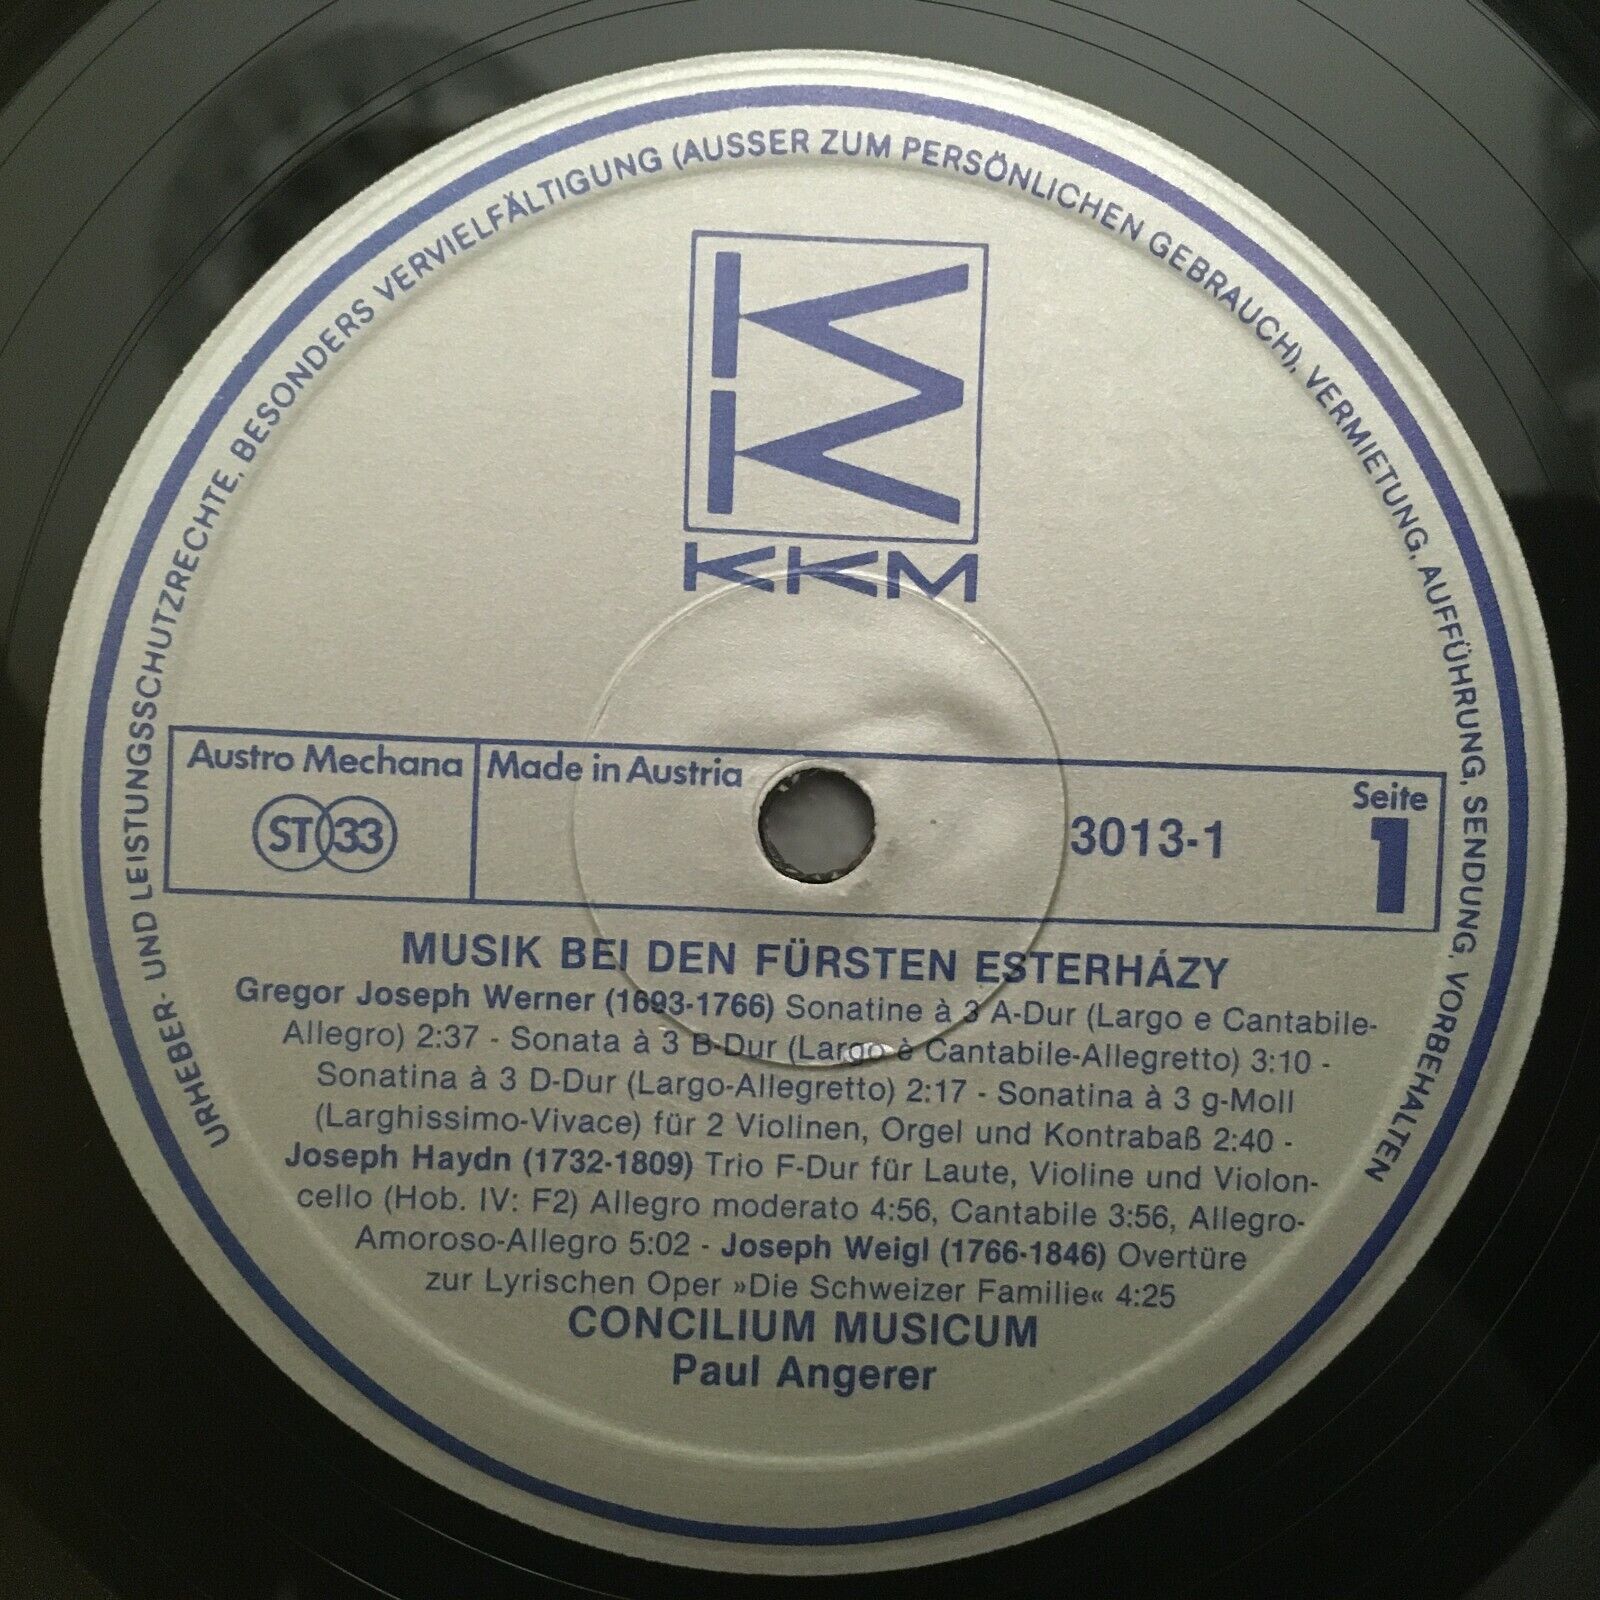 URHEBER- UND LEISTUNGSSCHUTZRECHTE, BESONDERS VERVIELFÄLTIGUNG (AUSSER ZUM PERSÖNLICHEN GEBRAUCH), VERMIETUNG, AUFFÜHRUNG, SENDUNG, VORBEHALTEN
KKM
Austro Mechana
Made in Austria
ST 33
3013-1
Seite
1
MUSIK BEI DEN FÜRSTEN ESTERHÁZY
Gregor Joseph Werner (1693-1766) Sonatine à 3 A-Dur (Largo e Cantabile-
Allegro) 2:37 - Sonata à 3 B-Dur (Largo è Cantabile-Allegretto) 3:10 -
Sonatina à 3 D-Dur (Largo-Allegretto) 2:17 - Sonatina à 3 g-Moll
(Larghissimo-Vivace) für 2 Violinen, Orgel und Kontrabaß 2:40 -
Joseph Haydn (1732-1809) Trio F-Dur für Laute, Violine und Violon-
cello (Hob. IV: F2) Allegro moderato 4:56, Cantabile 3:56, Allegro-
Amoroso-Allegro 5:02 - Joseph Weigl (1766-1846) Overtüre
zur Lyrischen Oper »Die Schweizer Familie« 4:25
CONCILIUM MUSICUM
Paul Angerer